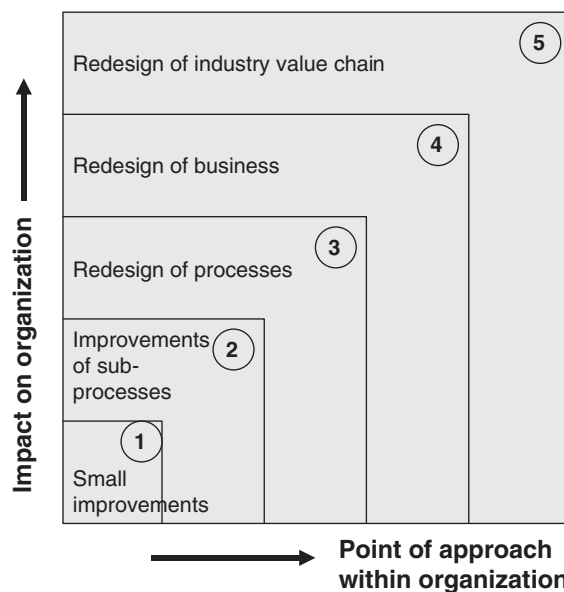 5
Redesign of industry value chain
4
Redesign of business
3
Redesign of processes
Improvements
of sub-
processes
2
1
Small
improvements
Impact on organization
Point of approach
within organization